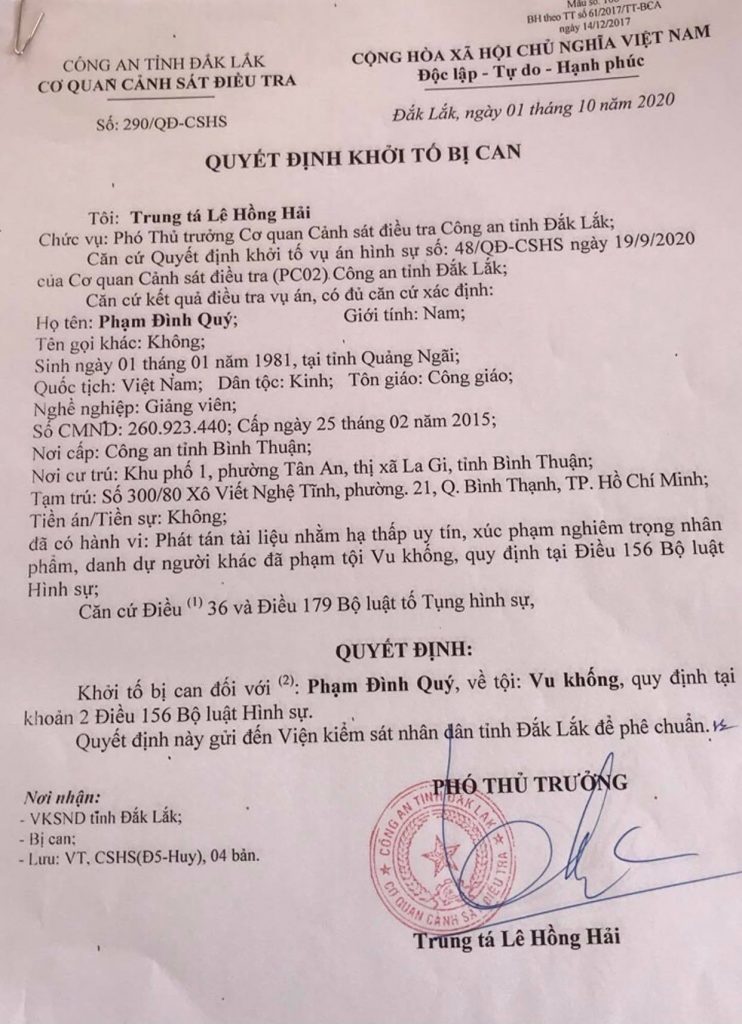 Mẫu số: 
BH theo TT số 61/2017/TT-BCA
ngày 14/12/2017
CÔNG AN TỈNH ĐẮK LẮK
CƠ QUAN CẢNH SÁT ĐIỀU TRA
CỘNG HÒA XÃ HỘI CHỦ NGHĨA VIỆT NAM
Độc lập - Tự do - Hạnh phúc
Số: 290/QĐ-CSHS
Đắk Lắk, ngày 01 tháng 10 năm 2020
QUYẾT ĐỊNH KHỞI TỐ BỊ CAN
Tôi: Trung tá Lê Hồng Hải
Chức vụ: Phó Thủ trưởng Cơ quan Cảnh sát điều tra Công an tỉnh Đắk Lắk;
Căn cứ Quyết định khởi tố vụ án hình sự số: 48/QĐ-CSHS ngày 19/9/2020
của Cơ quan Cảnh sát điều tra (PC02) Công an tỉnh Đắk Lắk;
Căn cứ kết quả điều tra vụ án, có đủ căn cứ xác định:
Họ tên: Phạm Đình Quý; Giới tính: Nam;
Tên gọi khác: Không;
Sinh ngày 01 tháng 01 năm 1981, tại tỉnh Quảng Ngãi;
Quốc tịch: Việt Nam; Dân tộc: Kinh; Tôn giáo: Công giáo;
Nghề nghiệp: Giảng viên;
Số CMND: 260.923.440; Cấp ngày 25 tháng 02 năm 2015;
Nơi cấp: Công an tỉnh Bình Thuận;
Nơi cư trú: Khu phố 1, phường Tân An, thị xã La Gi, tỉnh Bình Thuận;
Tạm trú: Số 300/80 Xô Viết Nghệ Tĩnh, phường. 21, Q. Bình Thạnh, TP. Hồ Chí Minh;
Tiền án/Tiền sự: Không;
đã có hành vi: Phát tán tài liệu nhằm hạ thấp uy tín, xúc phạm nghiêm trọng nhân
phẩm, danh dự người khác đã phạm tội Vu khống, quy định tại Điều 156 Bộ luật
Hình sự;
Căn cứ Điều (1) 36 và Điều 179 Bộ luật tố Tụng hình sự,
QUYẾT ĐỊNH:
Khởi tố bị can đối với (2): Phạm Đình Quý, về tội: Vu khống, quy định tại
khoản 2 Điều 156 Bộ luật Hình sự.
Quyết định này gửi đến Viện kiểm sát nhân dân tỉnh Đắk Lắk để phê chuẩn.
Nơi nhận:
- VKSND tỉnh Đắk Lắk;
- Bị can;
- Lưu: VT, CSHS(Đ5-Huy), 04 bản.
PHÓ THỦ TRƯỞNG
CÔNG AN TỈNH ĐẮK LẮK
CƠ QUAN CẢNH SÁT ĐIỀU TRA
Trung tá Lê Hồng Hải